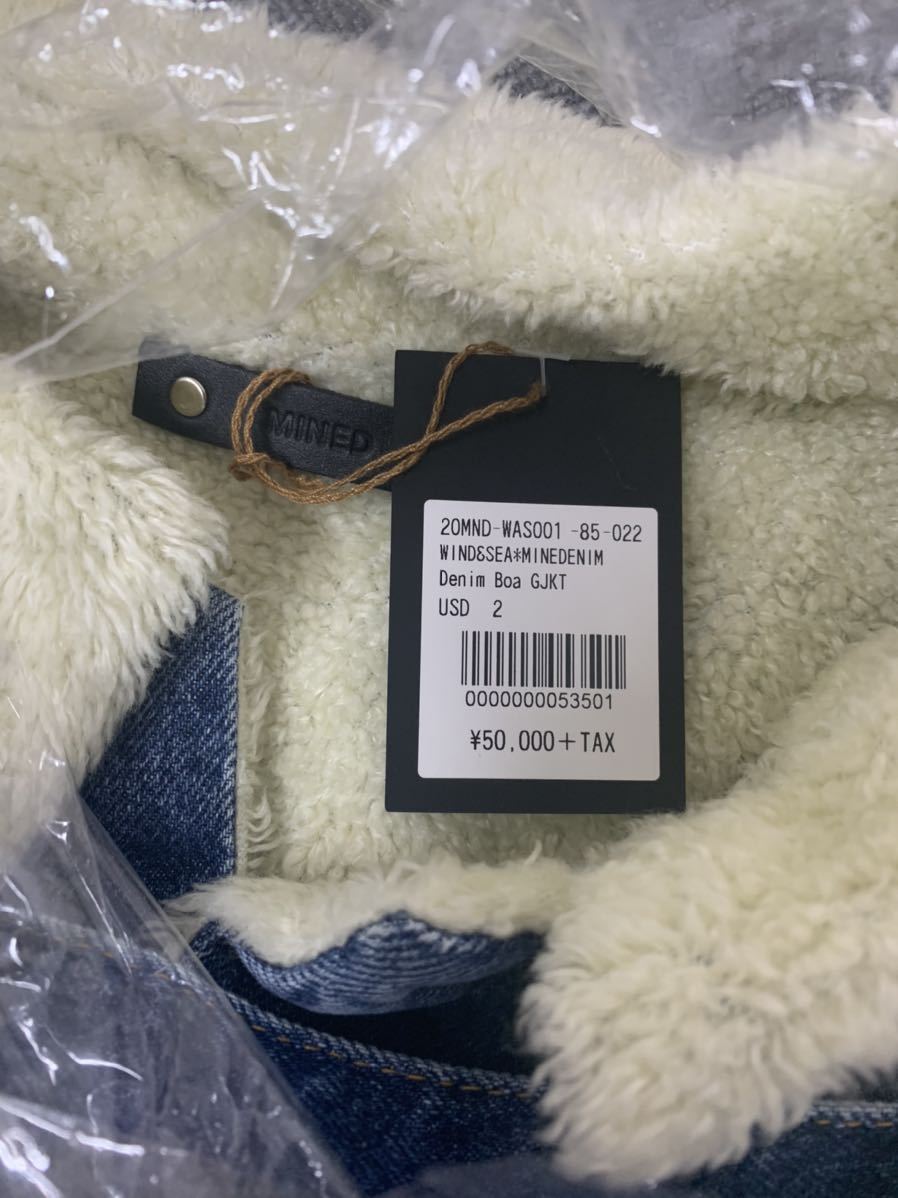 MINED
20MND-WAS001 -85-022
WIND&SEA*MINEDENIM
Denim Boa GJKT
USD 2
0000000053501
¥50,000+TAX